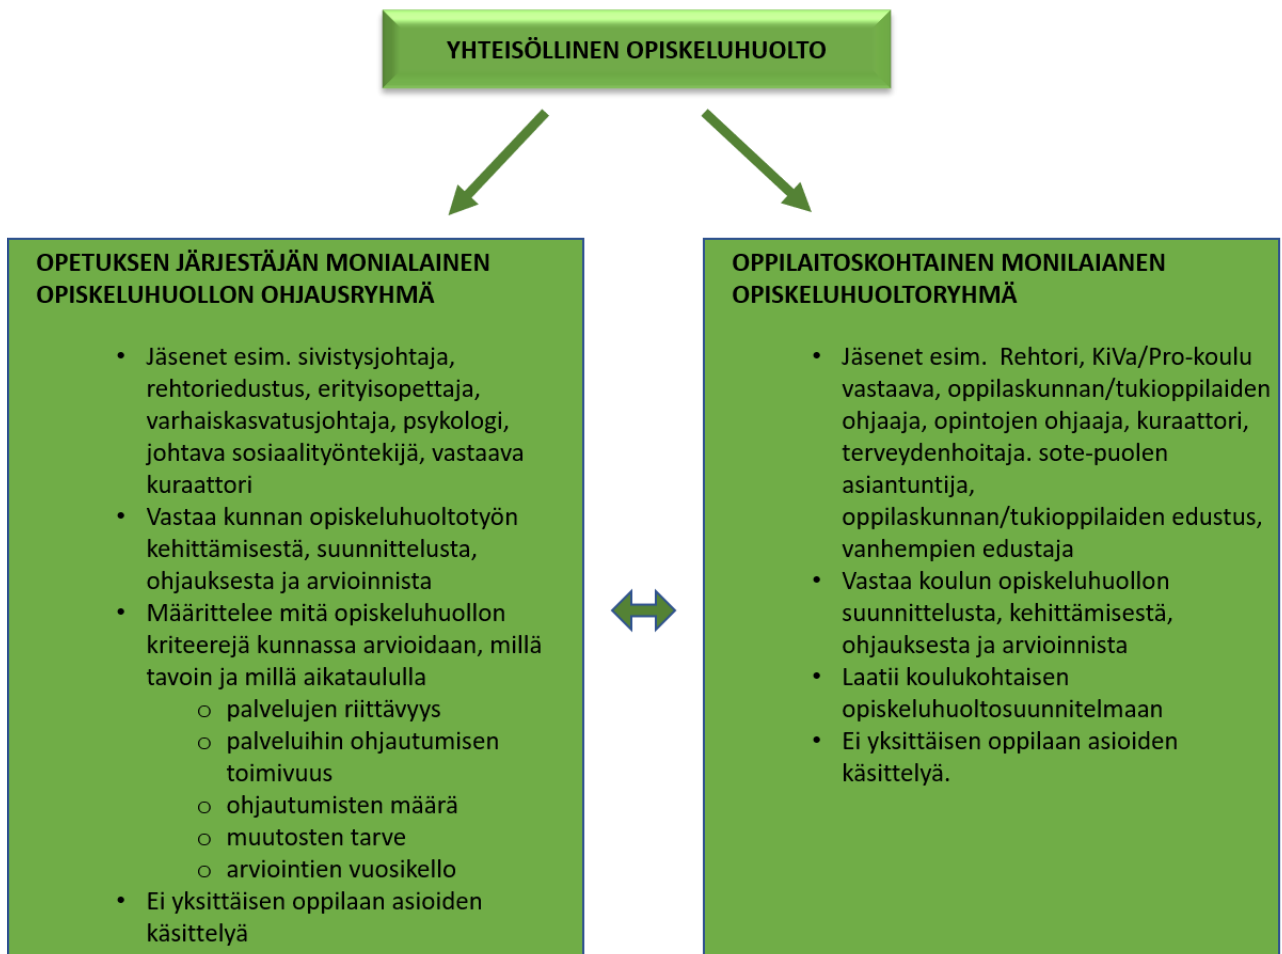 YHTEISÖLLINEN OPISKELUHUOLTO
OPETUKSEN JÄRJESTÄJÄN MONIALAINEN
OPISKELUHUOLLON OHJAUSRYHMÄ
• Jäsenet esim. sivistysjohtaja,
rehtoriedustus, erityisopettaja,
varhaiskasvatusjohtaja, psykologi,
johtava sosiaalityöntekijä, vastaava
kuraattori
• Vastaa kunnan opiskeluhuoltotyön
kehittämisestä, suunnittelusta,
ohjauksesta ja arvioinnista
• Määrittelee mitä opiskeluhuollon
kriteerejä kunnassa arvioidaan, millä
tavoin ja millä aikataululla
o palvelujen riittävyys
o palveluihin ohjautumisen
toimivuus
o ohjautumisten määrä
o muutosten tarve
o arviointien vuosikello
• Ei yksittäisen oppilaan asioiden
käsittelyä
OPPILAITOSKOHTAINEN MONILAIANEN
OPISKELUHUOLTORYHMÄ
• Jäsenet esim. Rehtori, KiVa/Pro-koulu
vastaava, oppilaskunnan/tukioppilaiden
ohjaaja, opintojen ohjaaja, kuraattori,
terveydenhoitaja. sote-puolen
asiantuntija,
oppilaskunnan/tukioppilaiden edustus,
vanhempien edustaja
• Vastaa koulun opiskeluhuollon
suunnittelusta, kehittämisestä,
ohjauksesta ja arvioinnista
• Laatii koulukohtaisen
opiskeluhuoltosuunnitelmaan
• Ei yksittäisen oppilaan asioiden
käsittelyä.